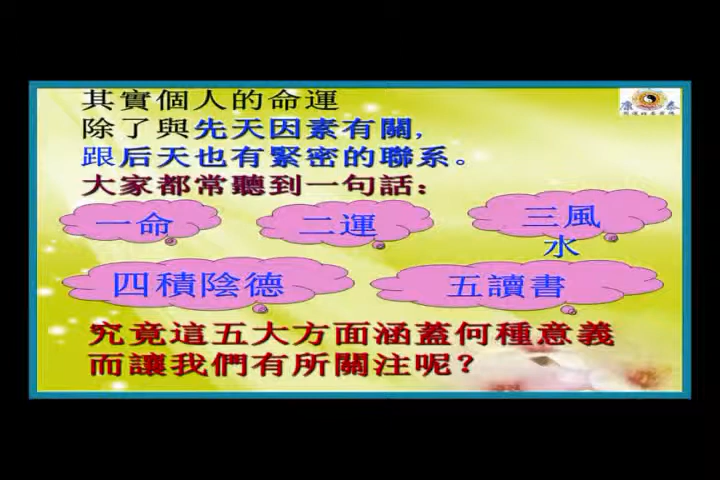 其實個人的命運
除了與先天因素有關,
跟后天也有緊密的聯系。
大家都常聽到一句話：
一命
二運
三風
水
四積陰德
五讀書
究竟這五大方面涵蓋何種意義
而讓我們有所關注呢？
康 泰